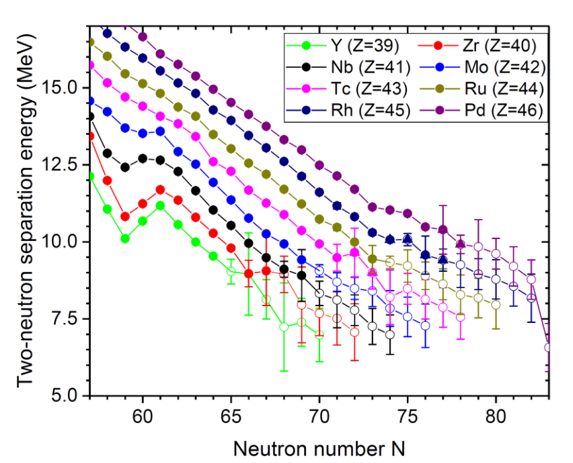 Two-neutron separation energy (MeV)
15.0
12.5
10.0
7.5
5.0
Y (Z=39) Zr (Z=40)
Nb (Z=41) Mo (Z=42)
Tc (Z=43) Ru (Z=44)
Rh (Z=45) Pd (Z=46)
60 65 70 75 80
Neutron number N